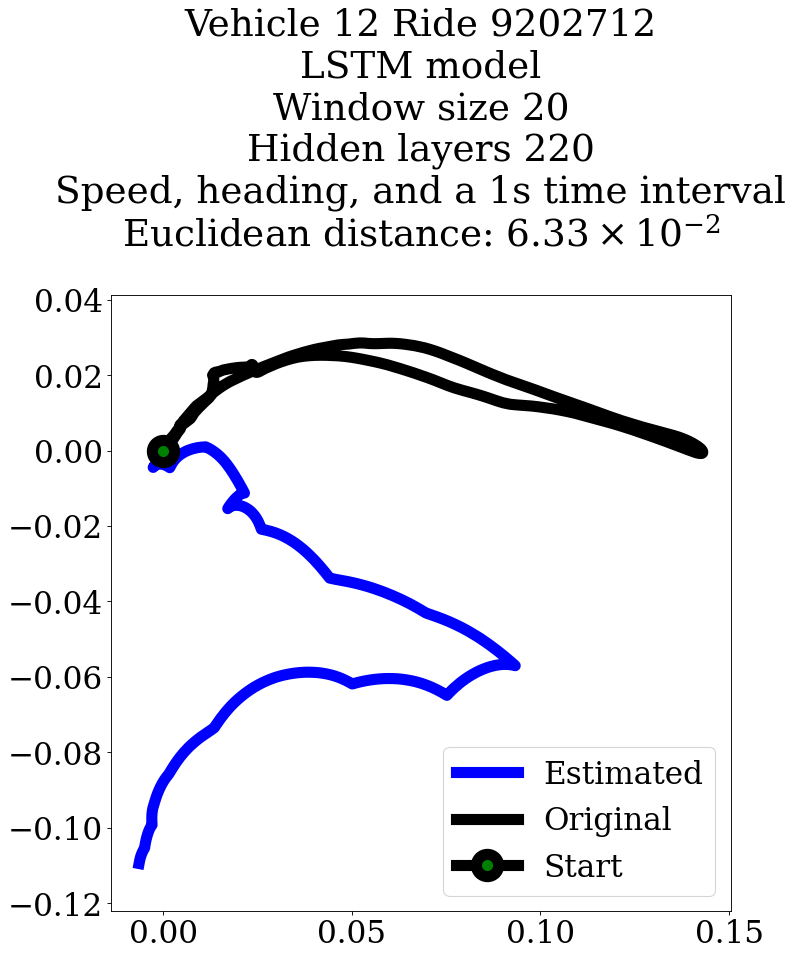 Vehicle 12 Ride 9202712
LSTM model
Window size 20
Hidden layers 220
Speed, heading, and a 1s time interval
Euclidean distance: 6.33 × 10⁻²
0.04
0.02
0.00
−0.02
−0.04
−0.06
−0.08
−0.10
−0.12
Estimated
Original
Start
0.00 0.05 0.10 0.15